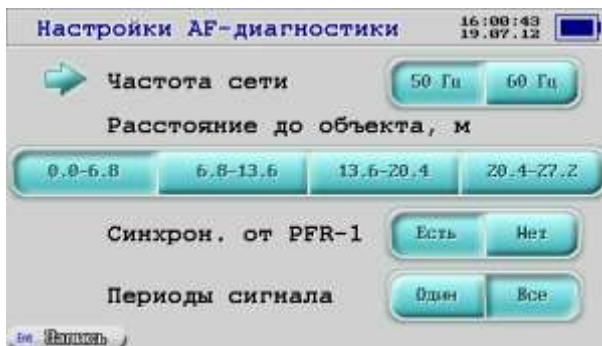 Настройки AF-диагностики
16:00:43
19.07.12
Частота сети
50 Гц 60 Гц
Расстояние до объекта, м
0.0-6.8 6.8-13.6 13.6-20.4 20.4-27.2
Синхрон. от PFR-1
Есть Нет
Периоды сигнала
Один Все
Запись